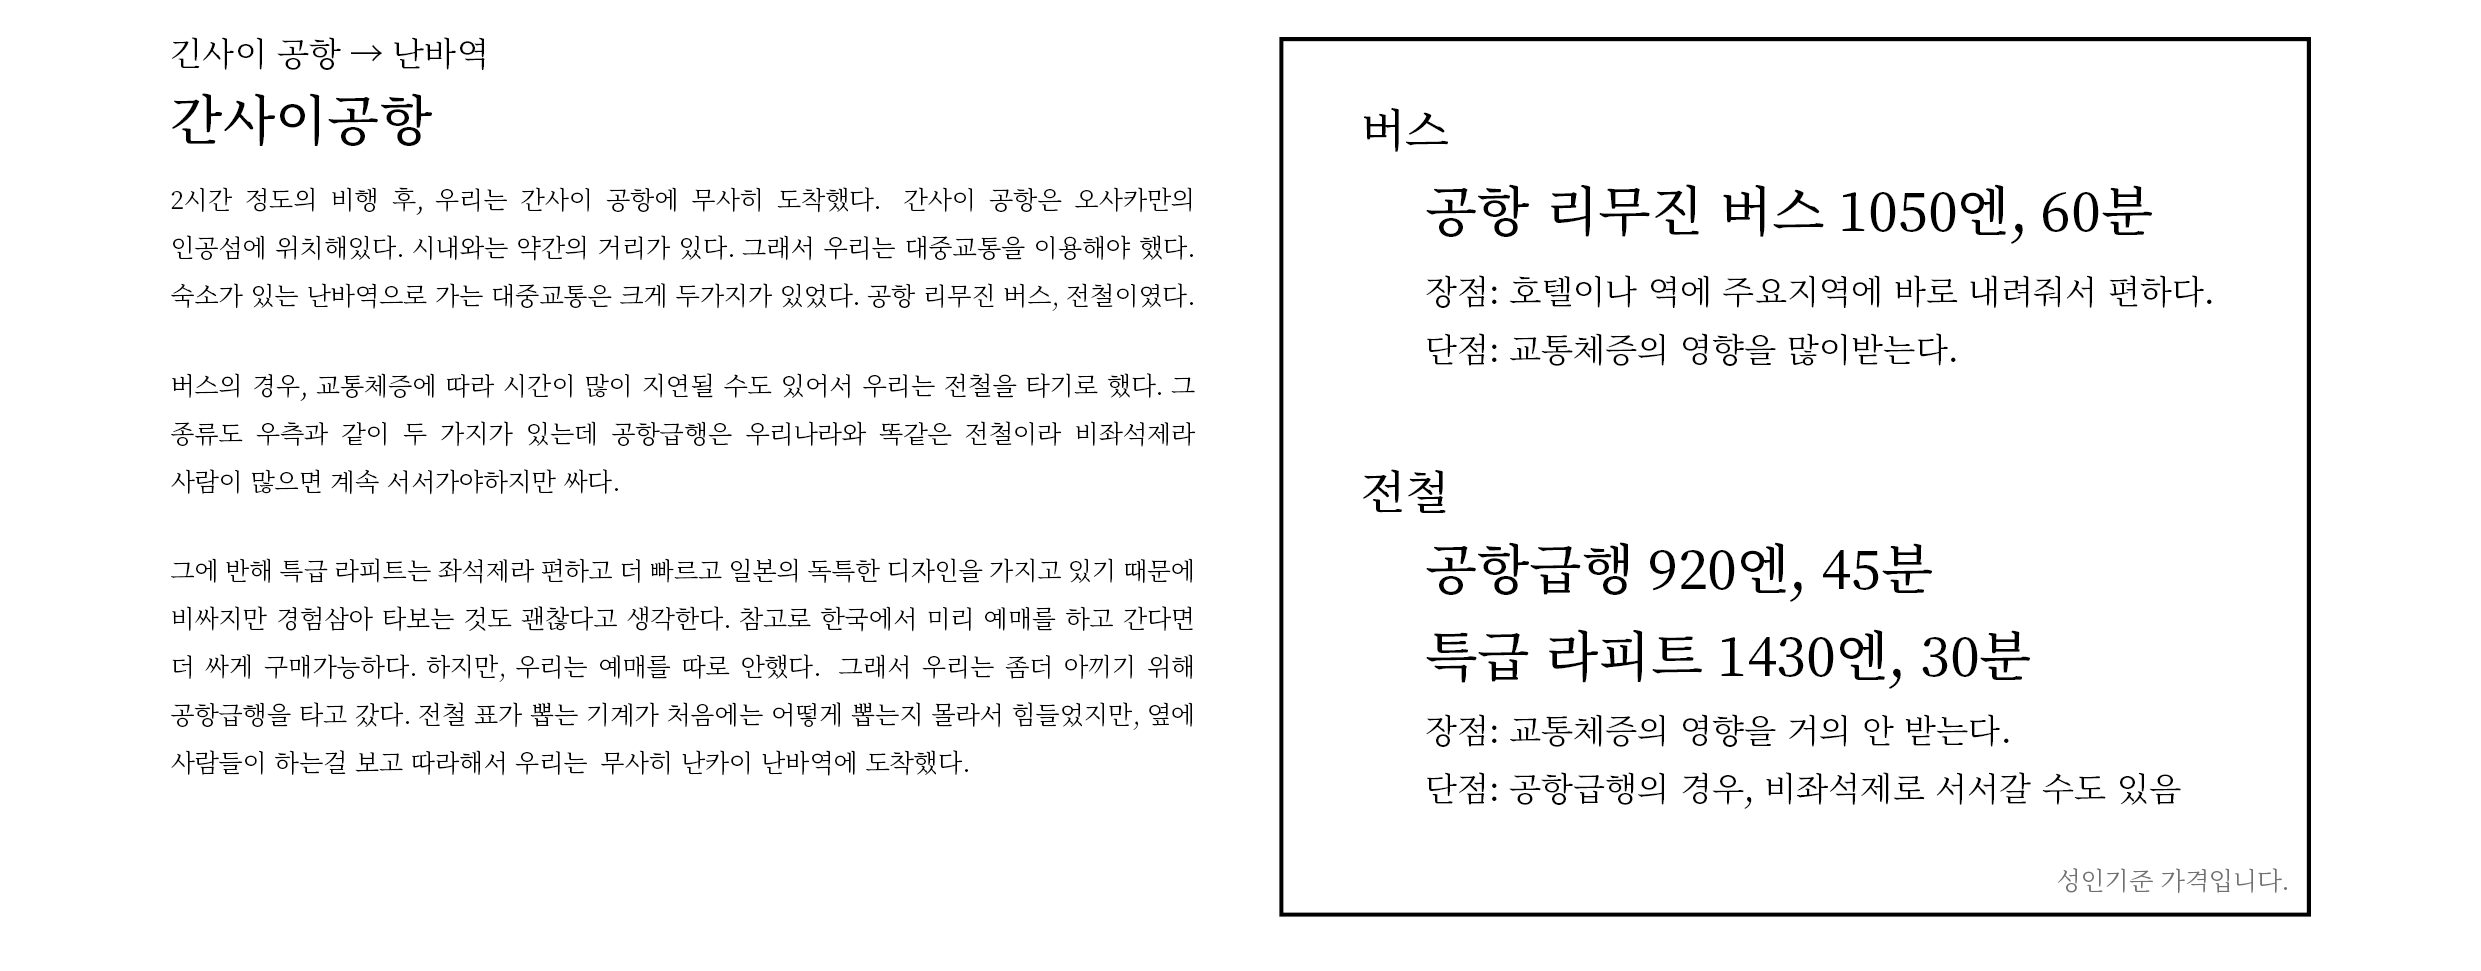 긴사이 공항 → 난바역
간사이공항
2시간 정도의 비행 후, 우리는 간사이 공항에 무사히 도착했다. 간사이 공항은 오사카만의
인공섬에 위치해있다. 시내와는 약간의 거리가 있다. 그래서 우리는 대중교통을 이용해야 했다.
숙소가 있는 난바역으로 가는 대중교통은 크게 두가지가 있었다. 공항 리무진 버스, 전철이였다.
버스의 경우, 교통체증에 따라 시간이 많이 지연될 수도 있어서 우리는 전철을 타기로 했다. 그
종류도 우측과 같이 두 가지가 있는데 공항급행은 우리나라와 똑같은 전철이라 비좌석제라
사람이 많으면 계속 서서가야하지만 싸다.
그에 반해 특급 라피트는 좌석제라 편하고 더 빠르고 일본의 독특한 디자인을 가지고 있기 때문에
비싸지만 경험삼아 타보는 것도 괜찮다고 생각한다. 참고로 한국에서 미리 예매를 하고 간다면
더 싸게 구매가능하다. 하지만, 우리는 예매를 따로 안했다. 그래서 우리는 좀더 아끼기 위해
공항급행을 타고 갔다. 전철 표가 뽑는 기계가 처음에는 어떻게 뽑는지 몰라서 힘들었지만, 옆에
사람들이 하는걸 보고 따라해서 우리는 무사히 난카이 난바역에 도착했다.
버스
공항 리무진 버스 1050엔, 60분
장점: 호텔이나 역에 주요지역에 바로 내려줘서 편하다.
단점: 교통체증의 영향을 많이받는다.
전철
공항급행 920엔, 45분
특급 라피트 1430엔, 30분
장점: 교통체증의 영향을 거의 안 받는다.
단점: 공항급행의 경우, 비좌석제로 서서갈 수도 있음
성인기준 가격입니다.